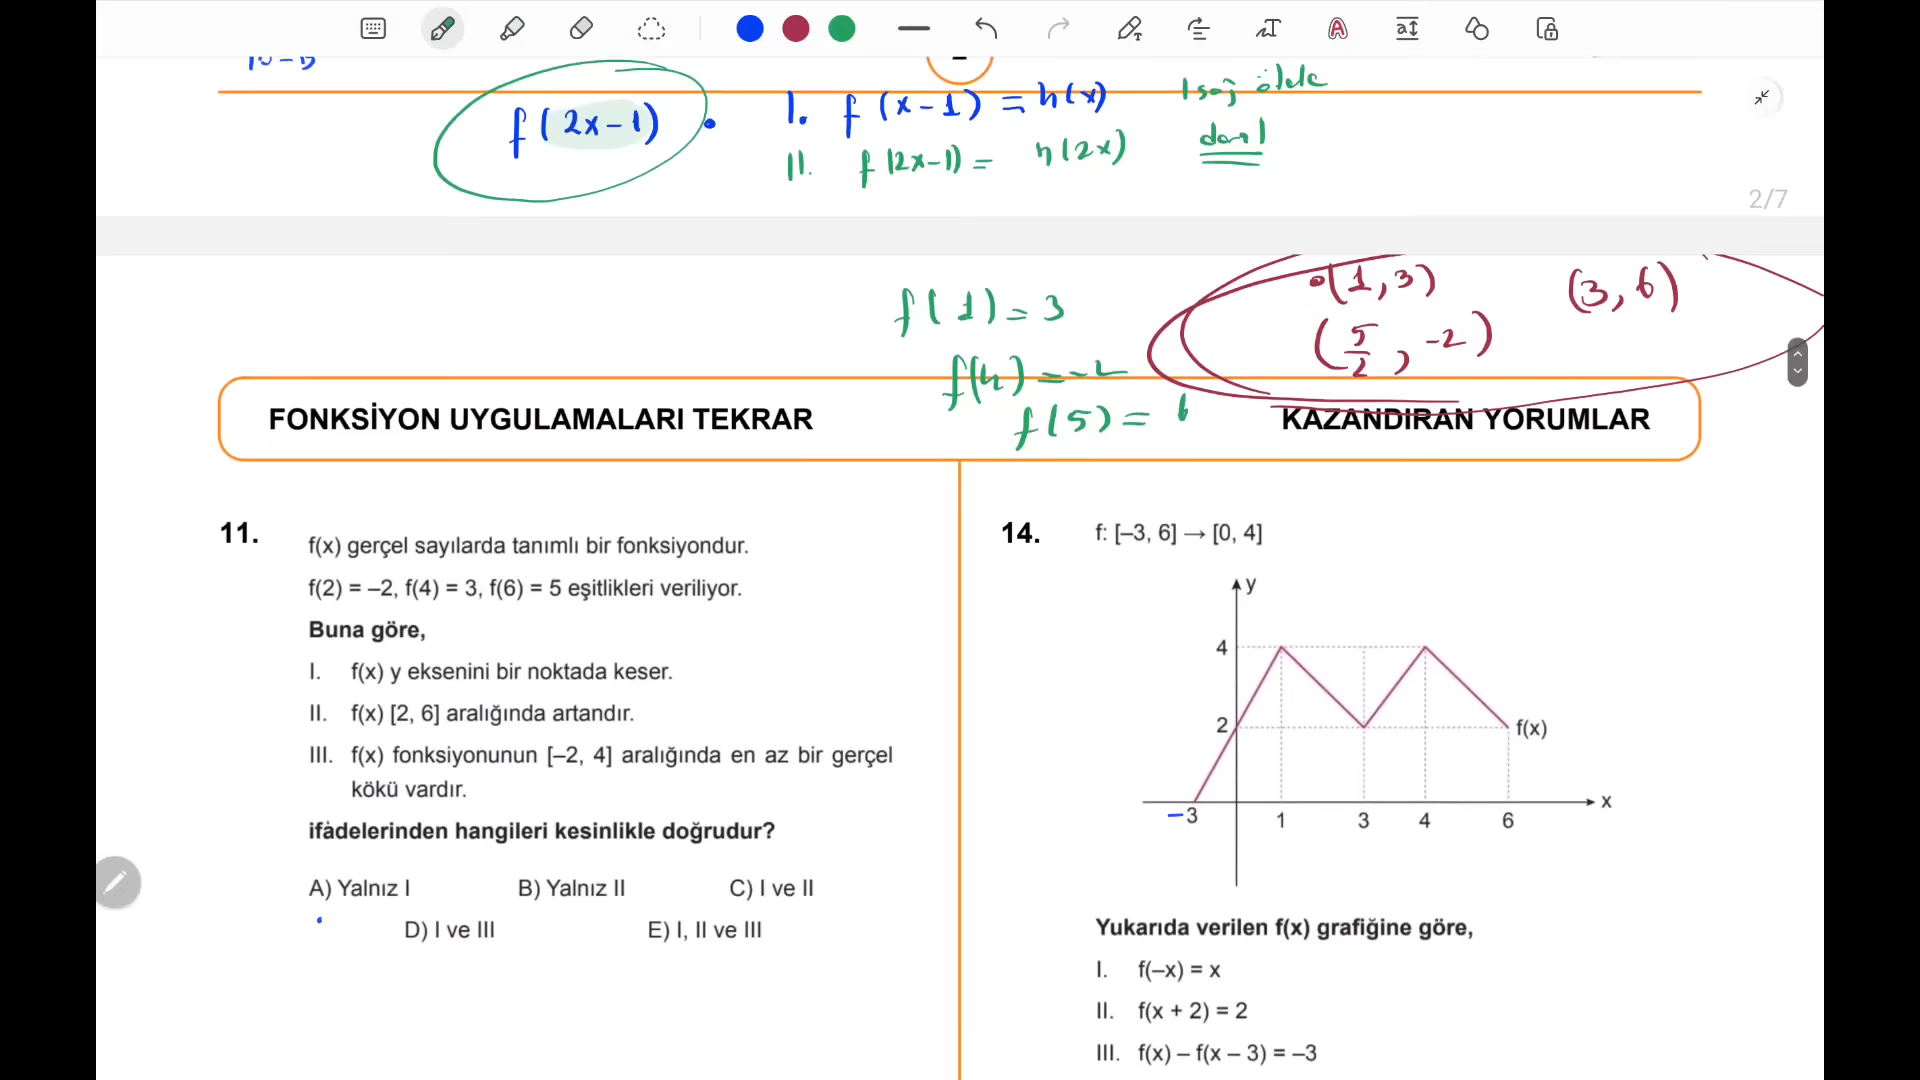 f(2x-1)
I. f(x-1) = h(x)
1 sağ ötele
II. f(2x-1) = h(2x)
daral
2/7
f(1) = 3
(1, 3)
(3, 6)
(5/2, -2)
f(4) = -2
f(5) = 6
FONKSİYON UYGULAMALARI TEKRAR
KAZANDIRAN YORUMLAR
11.
f(x) gerçel sayılarda tanımlı bir fonksiyondur.
f(2) = –2, f(4) = 3, f(6) = 5 eşitlikleri veriliyor.
Buna göre,
I. f(x) y eksenini bir noktada keser.
II. f(x) [2, 6] aralığında artandır.
III. f(x) fonksiyonunun [–2, 4] aralığında en az bir gerçel
kökü vardır.
ifadelerinden hangileri kesinlikle doğrudur?
A) Yalnız I B) Yalnız II C) I ve II
D) I ve III E) I, II ve III
14.
f: [–3, 6] → [0, 4]
y
4
2
f(x)
x
–3 1 3 4 6
Yukarıda verilen f(x) grafiğine göre,
I. f(–x) = x
II. f(x + 2) = 2
III. f(x) – f(x – 3) = –3